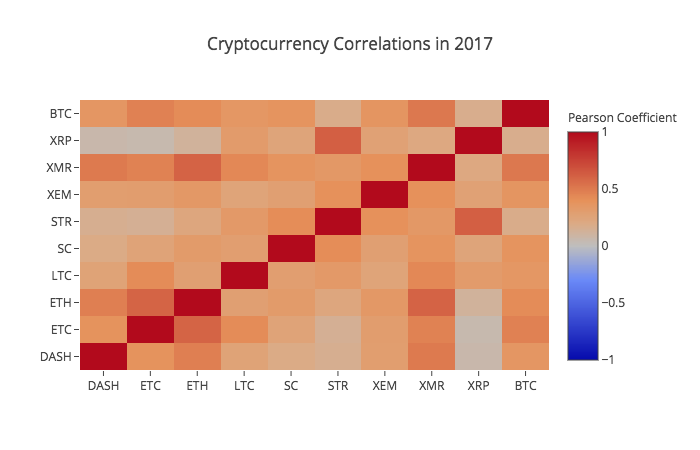 Cryptocurrency Correlations in 2017
BTC
XRP
XMR
XEM
STR
SC
LTC
ETH
ETC
DASH
DASH ETC ETH LTC SC STR XEM XMR XRP BTC
Pearson Coefficient
1
0.5
0
−0.5
−1